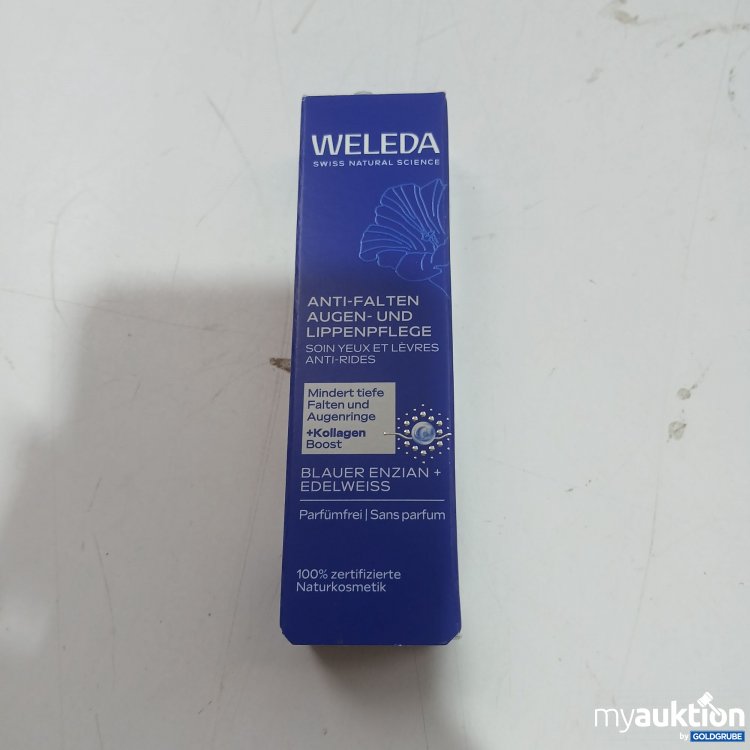 WELEDA
SWISS NATURAL SCIENCE
ANTI-FALTEN
AUGEN- UND
LIPPENPFLEGE
SOIN YEUX ET LÈVRES
ANTI-RIDES
Mindert tiefe
Falten und
Augenringe
+Kollagen
Boost
BLAUER ENZIAN +
EDELWEISS
Parfümfrei | Sans parfum
100% zertifizierte
Naturkosmetik
myauktion
by GOLDGRUBE